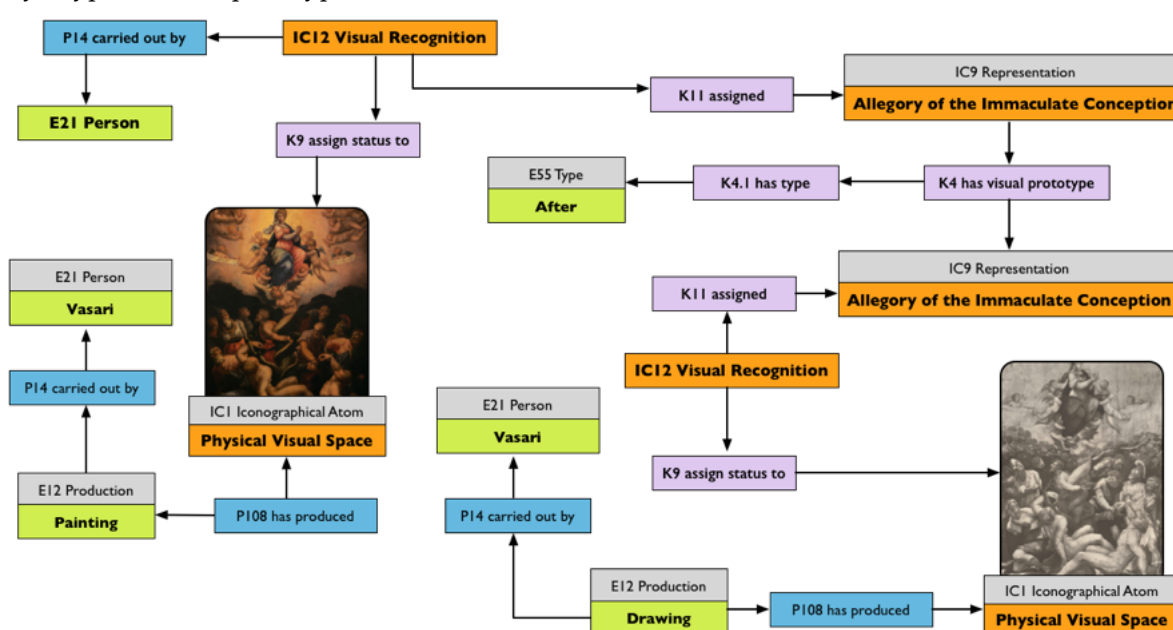 P14 carried out by
IC12 Visual Recognition
IC9 Representation
Allegory of the Immaculate Conception
K11 assigned
E21 Person
K9 assign status to
E55 Type
After
K4.1 has type
K4 has visual prototype
E21 Person
Vasari
IC9 Representation
Allegory of the Immaculate Conception
K11 assigned
P14 carried out by
IC12 Visual Recognition
E21 Person
Vasari
IC1 Iconographical Atom
Physical Visual Space
K9 assign status to
E12 Production
Painting
P108 has produced
P14 carried out by
E12 Production
Drawing
P108 has produced
IC1 Iconographical Atom
Physical Visual Space